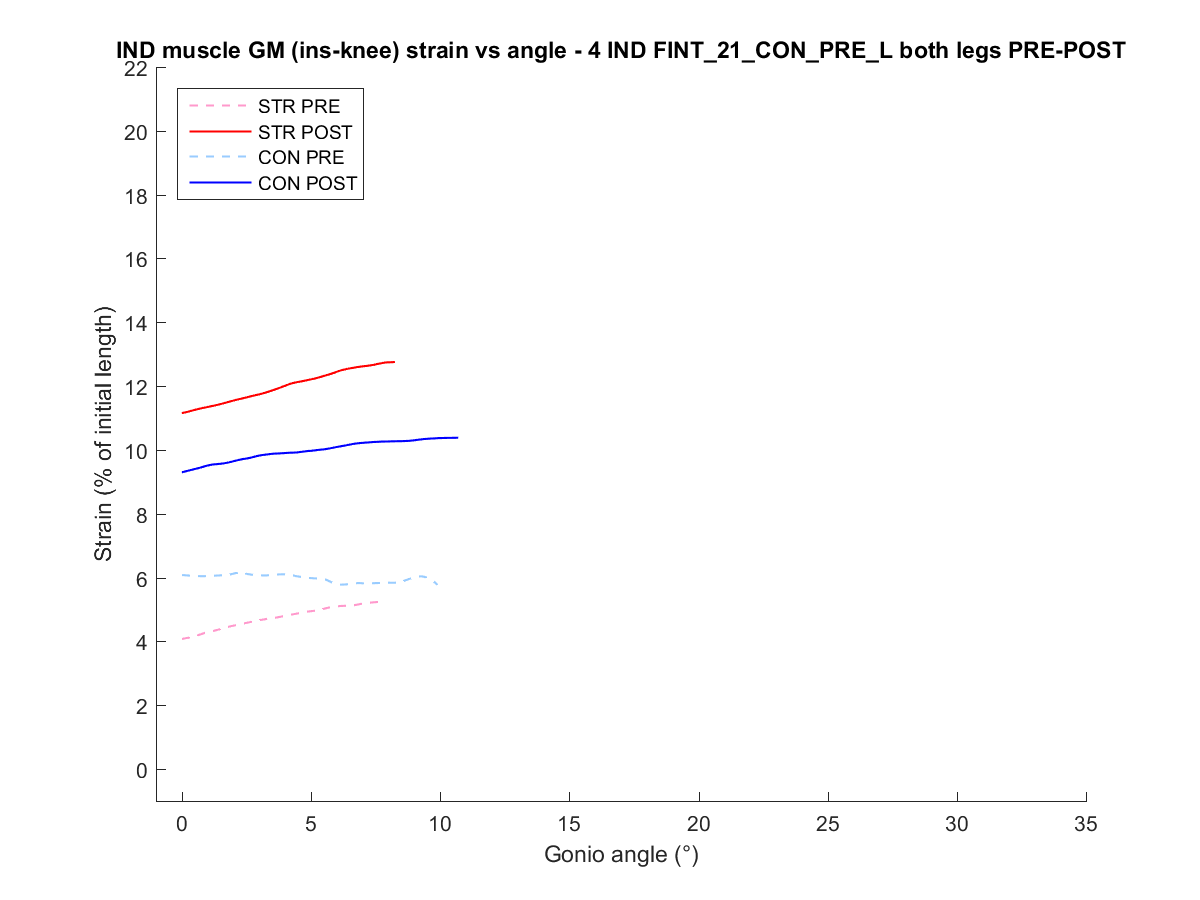 IND muscle GM (ins-knee) strain vs angle - 4 IND FINT_21_CON_PRE_L both legs PRE-POST
22
20
18
16
14
12
10
8
6
4
2
0
STR PRE
STR POST
CON PRE
CON POST
Strain (% of initial length)
0 5 10 15 20 25 30 35
Gonio angle (°)